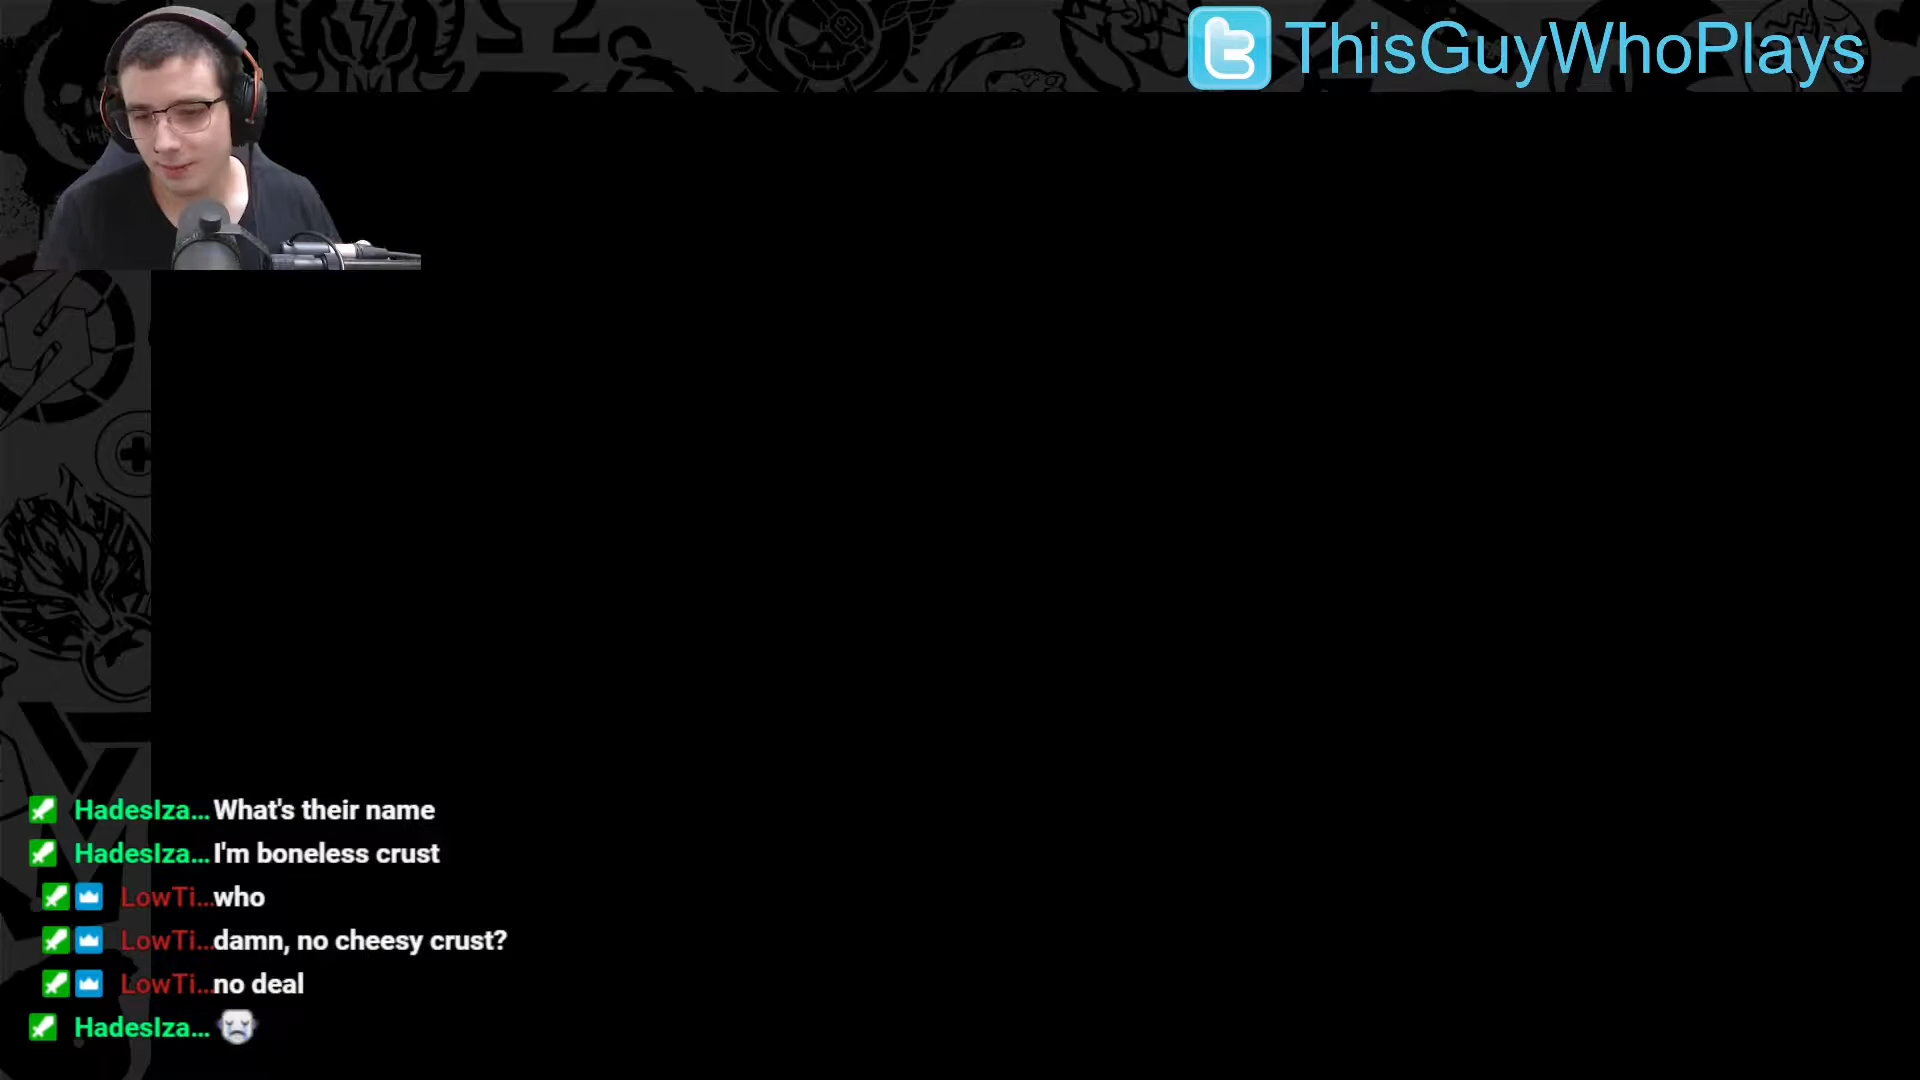 ThisGuyWhoPlays
HadesIza... What's their name
HadesIza... I'm boneless crust
LowTi... who
LowTi... damn, no cheesy crust?
LowTi... no deal
HadesIza...